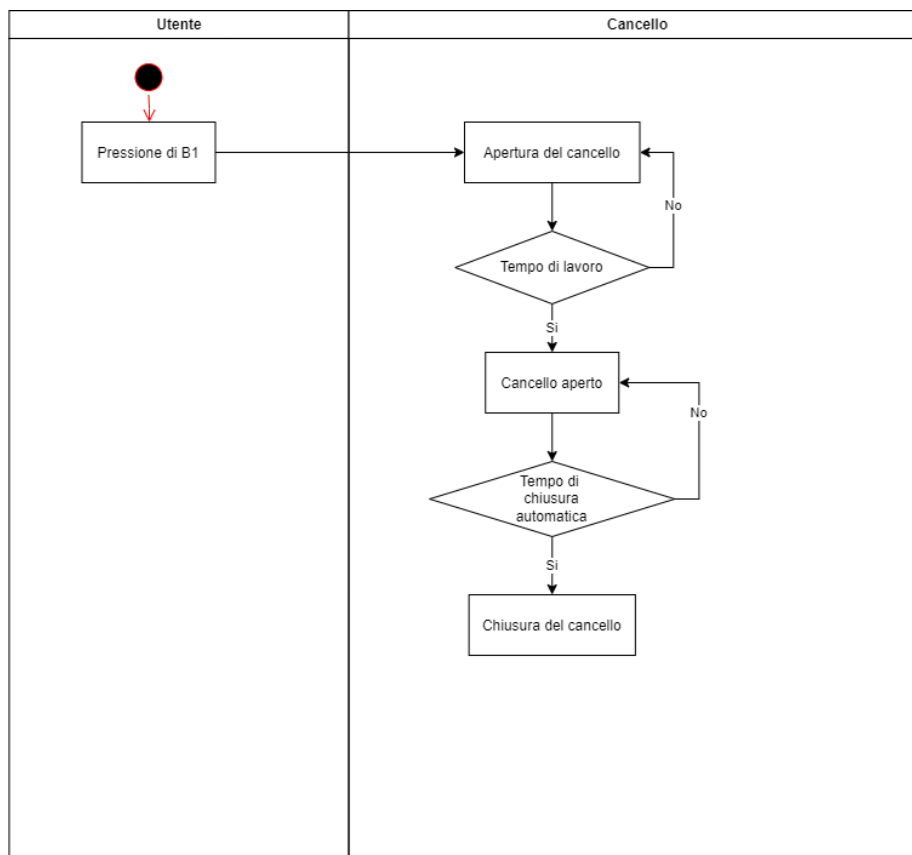 Utente
Cancello
Pressione di B1
Apertura del cancello
No
Tempo di lavoro
Si
Cancello aperto
No
Tempo di
chiusura
automatica
Si
Chiusura del cancello